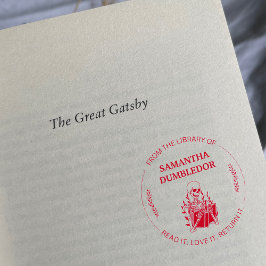 The Great Gatsby
FROM THE LIBRARY OF
SAMANTHA
DUMBLEDOR
READ IT. LOVE IT. RETURN IT.